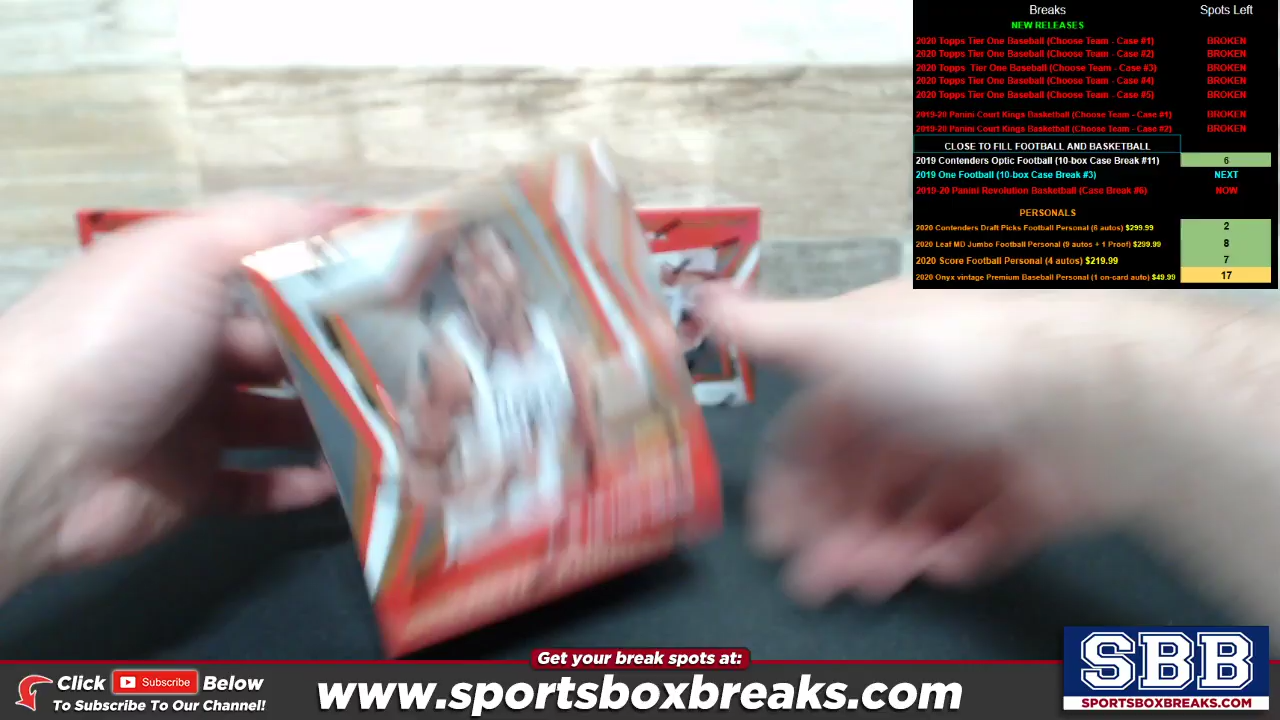 Breaks Spots Left
NEW RELEASES
2020 Topps Tier One Baseball (Choose Team - Case #1) BROKEN
2020 Topps Tier One Baseball (Choose Team - Case #2) BROKEN
2020 Topps Tier One Baseball (Choose Team - Case #3) BROKEN
2020 Topps Tier One Baseball (Choose Team - Case #4) BROKEN
2020 Topps Tier One Baseball (Choose Team - Case #5) BROKEN
2019-20 Panini Court Kings Basketball (Choose Team - Case #1) BROKEN
2019-20 Panini Court Kings Basketball (Choose Team - Case #2) BROKEN
CLOSE TO FILL FOOTBALL AND BASKETBALL
2019 Contenders Optic Football (10-box Case Break #11) 6
2019 One Football (10-box Case Break #3) NEXT
2019-20 Panini Revolution Basketball (Case Break #6) NOW
PERSONALS
2020 Contenders Draft Picks Football Personal (6 autos) $299.99 2
2020 Leaf MD Jumbo Football Personal (9 autos + 1 Proof) $299.99 8
2020 Score Football Personal (4 autos) $219.99 7
2020 Onyx vintage Premium Baseball Personal (1 on-card auto) $49.99 17
Get your break spots at:
Click Subscribe Below
To Subscribe To Our Channel!
www.sportsboxbreaks.com
SBB
SPORTSBOXBREAKS.COM